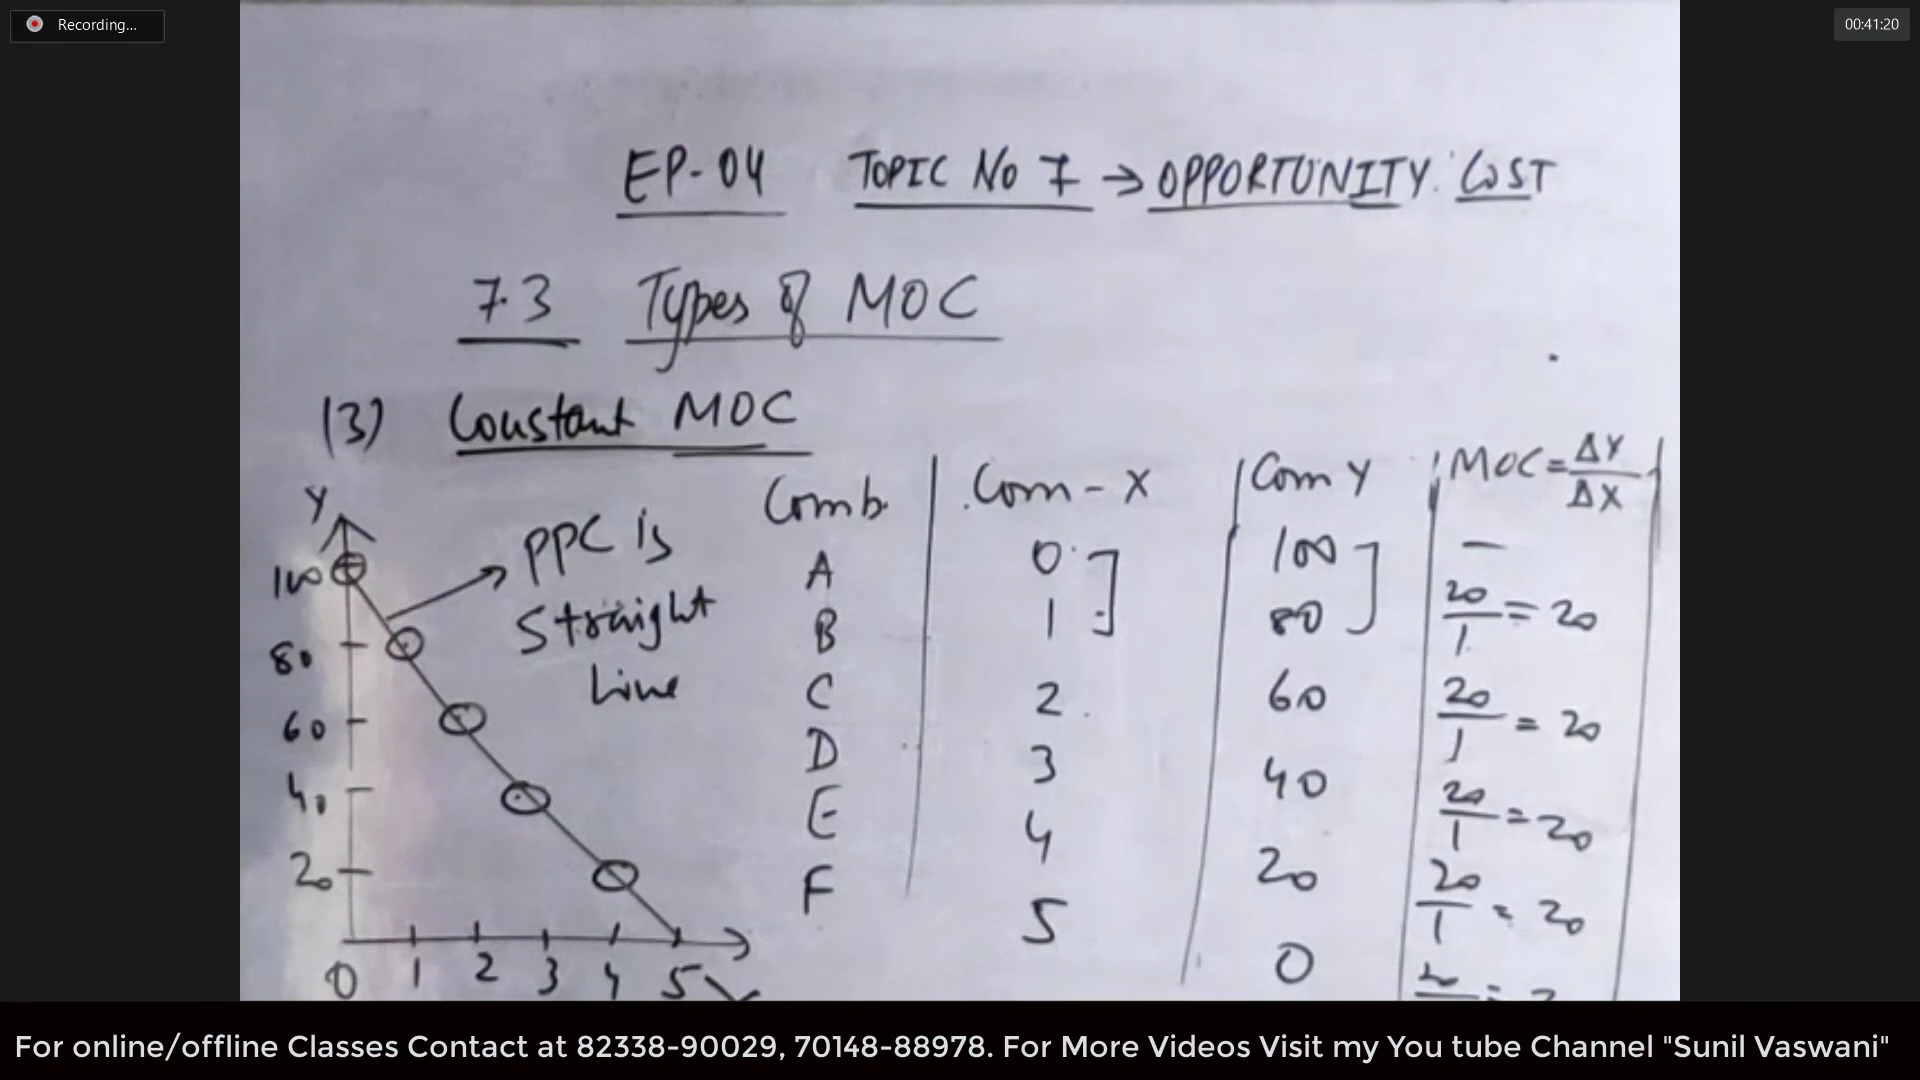 Recording...
00:41:20
EP-04 TOPIC No 7 → OPPORTUNITY COST
7.3 Types of MOC
(3) Constant MOC
Comb Com-X Com Y MOC = ΔY/ΔX
A 0 100 —
B 1 80 20/1 = 20
C 2 60 20/1 = 20
D 3 40 20/1 = 20
E 4 20 20/1 = 20
F 5 0
Y
PPC is
Straight
Line
100
80
60
40
20
0 1 2 3 4 5
For online/offline Classes Contact at 82338-90029, 70148-88978. For More Videos Visit my You tube Channel "Sunil Vaswani"